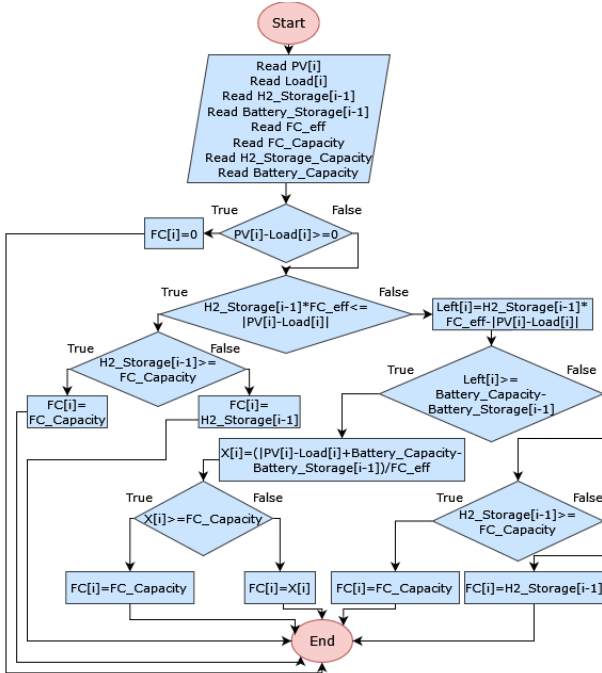 Start
Read PV[i]
Read Load[i]
Read H2_Storage[i-1]
Read Battery_Storage[i-1]
Read FC_eff
Read FC_Capacity
Read H2_Storage_Capacity
Read Battery_Capacity
True
False
FC[i]=0
PV[i]-Load[i]>=0
True
False
H2_Storage[i-1]*FC_eff<=
|PV[i]-Load[i]|
Left[i]=H2_Storage[i-1]*
FC_eff-|PV[i]-Load[i]|
True
False
H2_Storage[i-1]>=
FC_Capacity
True
False
Left[i]>=
Battery_Capacity-
Battery_Storage[i-1]
FC[i]=
FC_Capacity
FC[i]=
H2_Storage[i-1]
X[i]=(|PV[i]-Load[i]+Battery_Capacity-
Battery_Storage[i-1])/FC_eff
True
False
X[i]>=FC_Capacity
True
False
H2_Storage[i-1]>=
FC_Capacity
FC[i]=FC_Capacity
FC[i]=X[i]
FC[i]=FC_Capacity
FC[i]=H2_Storage[i-1]
End